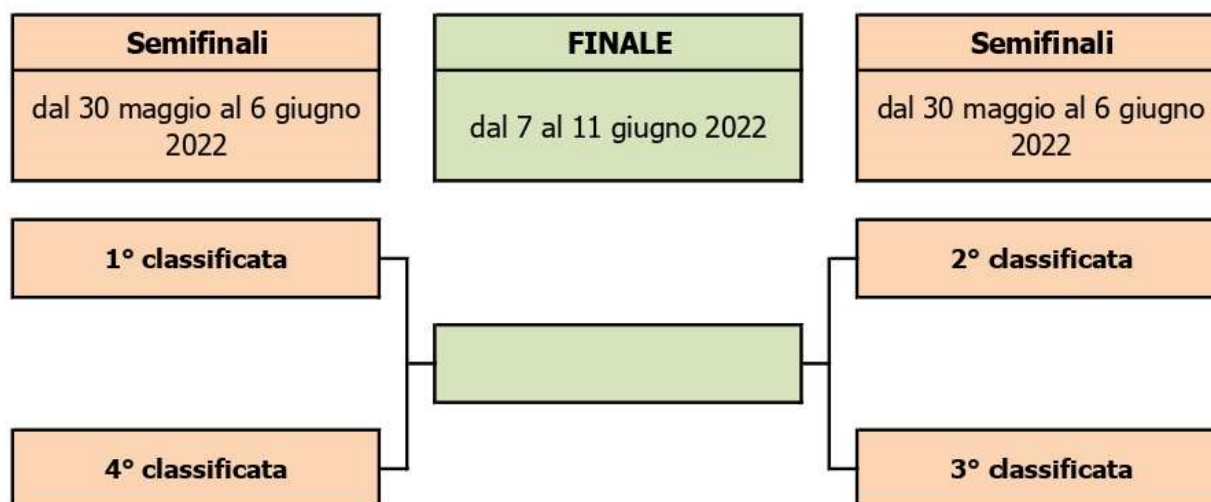 Semifinali
dal 30 maggio al 6 giugno
2022
FINALE
dal 7 al 11 giugno 2022
Semifinali
dal 30 maggio al 6 giugno
2022
1° classificata
2° classificata
4° classificata
3° classificata